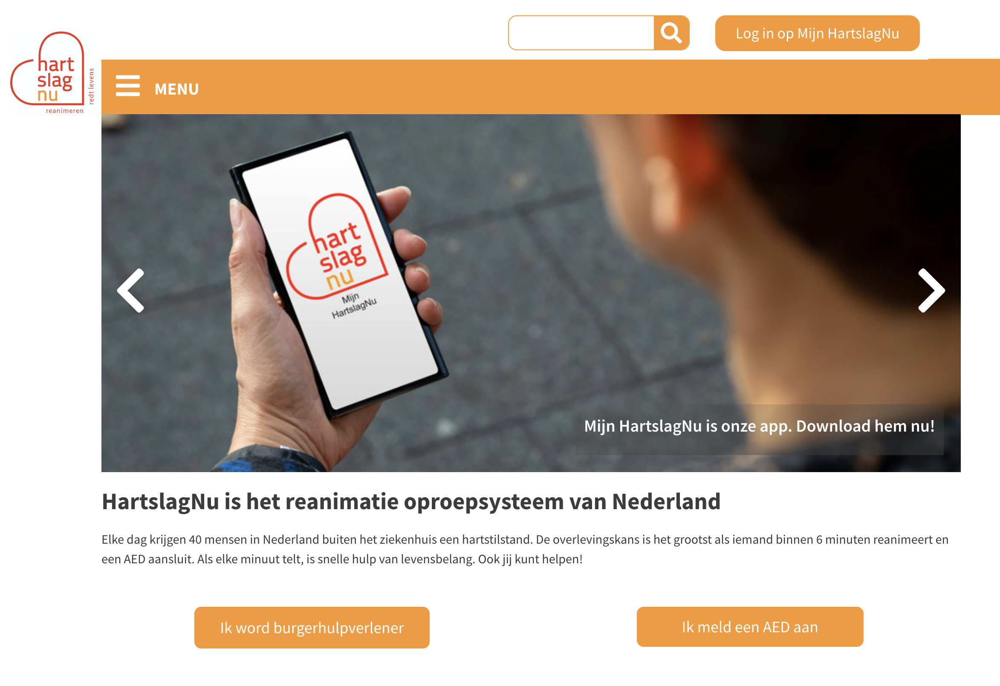 hart
slag
nu
reanimeren
redt levens
Log in op Mijn HartslagNu
MENU
hart
slag
nu
Mijn
HartslagNu
Mijn HartslagNu is onze app. Download hem nu!
HartslagNu is het reanimatie oproepsysteem van Nederland
Elke dag krijgen 40 mensen in Nederland buiten het ziekenhuis een hartstilstand. De overlevingskans is het grootst als iemand binnen 6 minuten reanimeert en
een AED aansluit. Als elke minuut telt, is snelle hulp van levensbelang. Ook jij kunt helpen!
Ik word burgerhulpverlener
Ik meld een AED aan